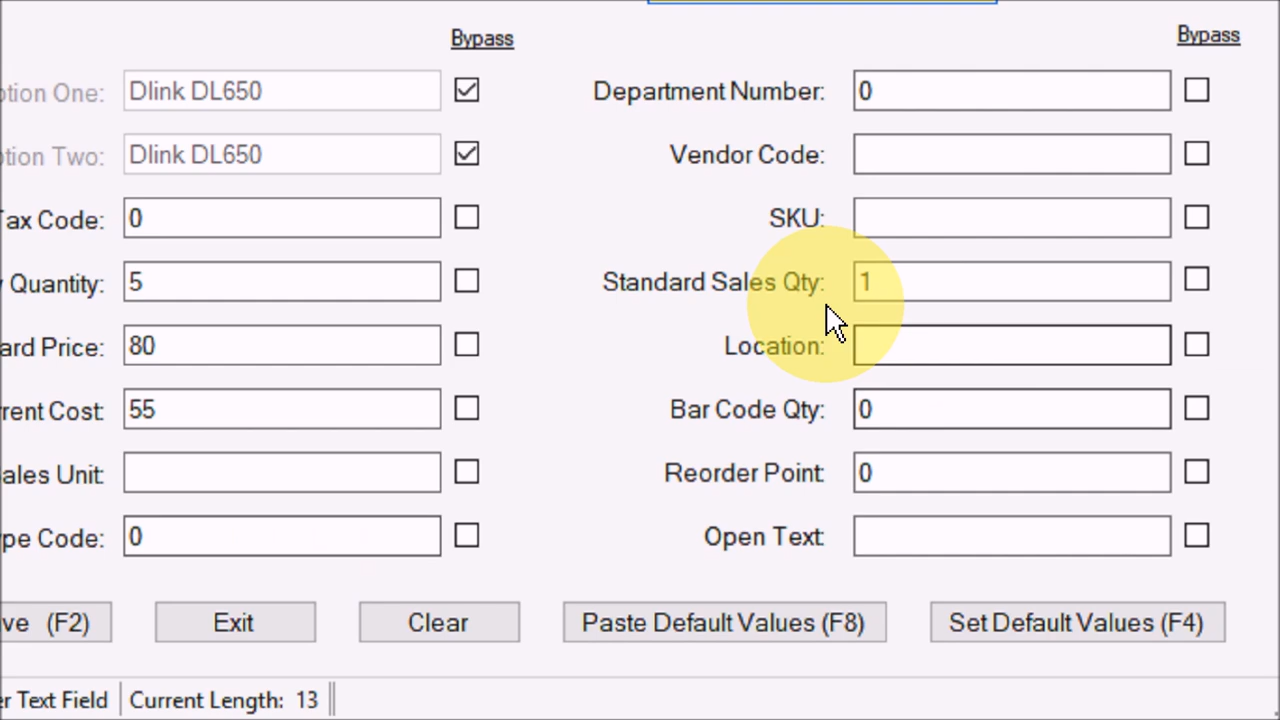 Bypass Bypass
ption One: Dlink DL650 Department Number: 0
ption Two: Dlink DL650 Vendor Code:
Tax Code: 0 SKU:
y Quantity: 5 Standard Sales Qty: 1
ard Price: 80 Location:
rrent Cost: 55 Bar Code Qty: 0
ales Unit: Reorder Point: 0
ype Code: 0 Open Text:
ve (F2) Exit Clear Paste Default Values (F8) Set Default Values (F4)
er Text Field Current Length: 13